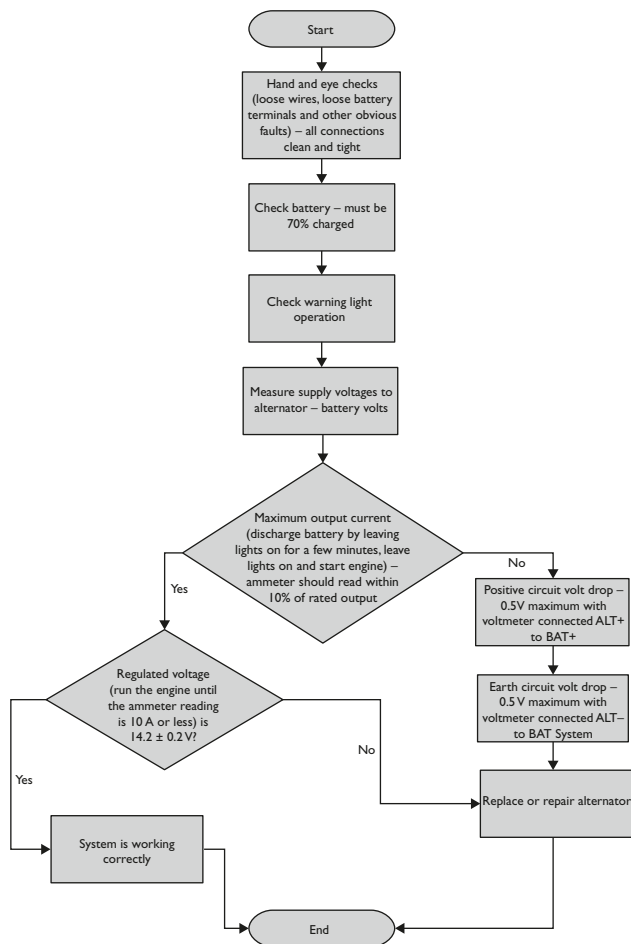 Start
Hand and eye checks
(loose wires, loose battery
terminals and other obvious
faults) – all connections
clean and tight
Check battery – must be
70% charged
Check warning light
operation
Measure supply voltages to
alternator – battery volts
Maximum output current
(discharge battery by leaving
lights on for a few minutes, leave
lights on and start engine) –
ammeter should read within
10% of rated output
Yes
No
Positive circuit volt drop –
0.5V maximum with
voltmeter connected ALT+
to BAT+
Regulated voltage
(run the engine until
the ammeter reading
is 10 A or less) is
14.2 ± 0.2 V?
Earth circuit volt drop –
0.5 V maximum with
voltmeter connected ALT–
to BAT System
Yes
No
Replace or repair alternator
System is working
correctly
End